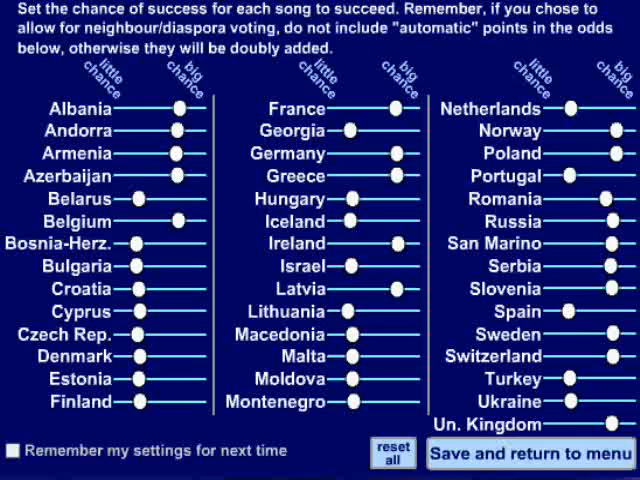 Set the chance of success for each song to succeed. Remember, if you chose to
allow for neighbour/diaspora voting, do not include "automatic" points in the odds
below, otherwise they will be doubly added.
little chance
big chance
Albania
Andorra
Armenia
Azerbaijan
Belarus
Belgium
Bosnia-Herz.
Bulgaria
Croatia
Cyprus
Czech Rep.
Denmark
Estonia
Finland
little chance
big chance
France
Georgia
Germany
Greece
Hungary
Iceland
Ireland
Israel
Latvia
Lithuania
Macedonia
Malta
Moldova
Montenegro
little chance
big chance
Netherlands
Norway
Poland
Portugal
Romania
Russia
San Marino
Serbia
Slovenia
Spain
Sweden
Switzerland
Turkey
Ukraine
Un. Kingdom
Remember my settings for next time
reset
all
Save and return to menu